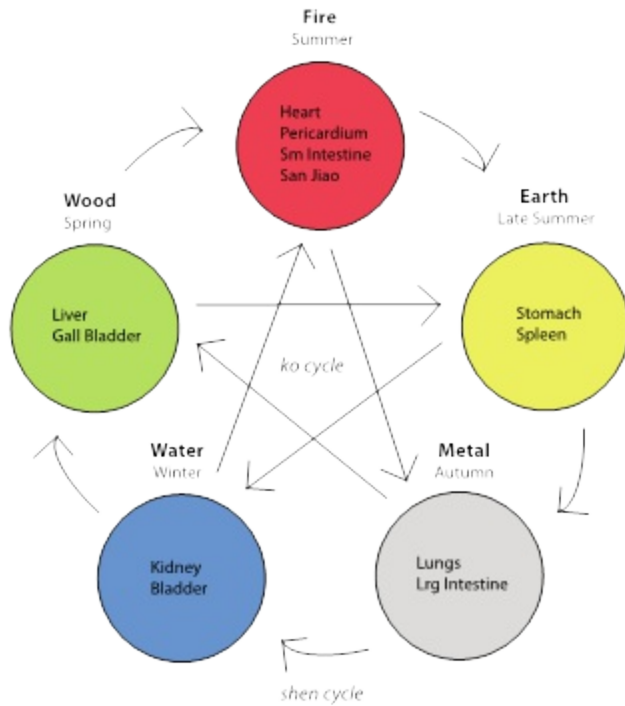 Fire
Summer
Heart
Pericardium
Sm Intestine
San Jiao
Wood
Spring
Earth
Late Summer
Liver
Gall Bladder
Stomach
Spleen
ko cycle
Water
Winter
Metal
Autumn
Kidney
Bladder
Lungs
Lrg Intestine
shen cycle